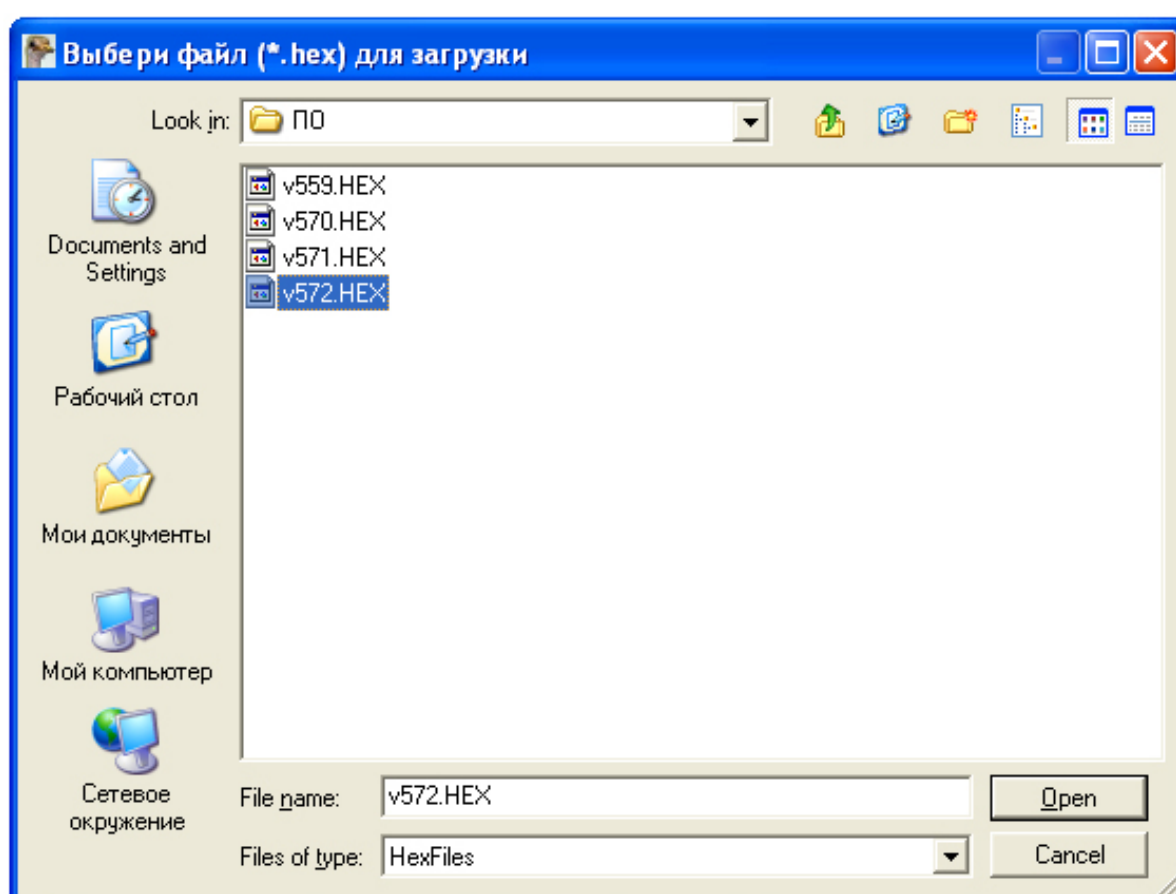 Выбери файл (*.hex) для загрузки
Look in:
ПО
v559.HEX
v570.HEX
v571.HEX
v572.HEX
Documents and
Settings
Рабочий стол
Мои документы
Мой компьютер
Сетевое
окружение
File name:
v572.HEX
Open
Files of type:
HexFiles
Cancel